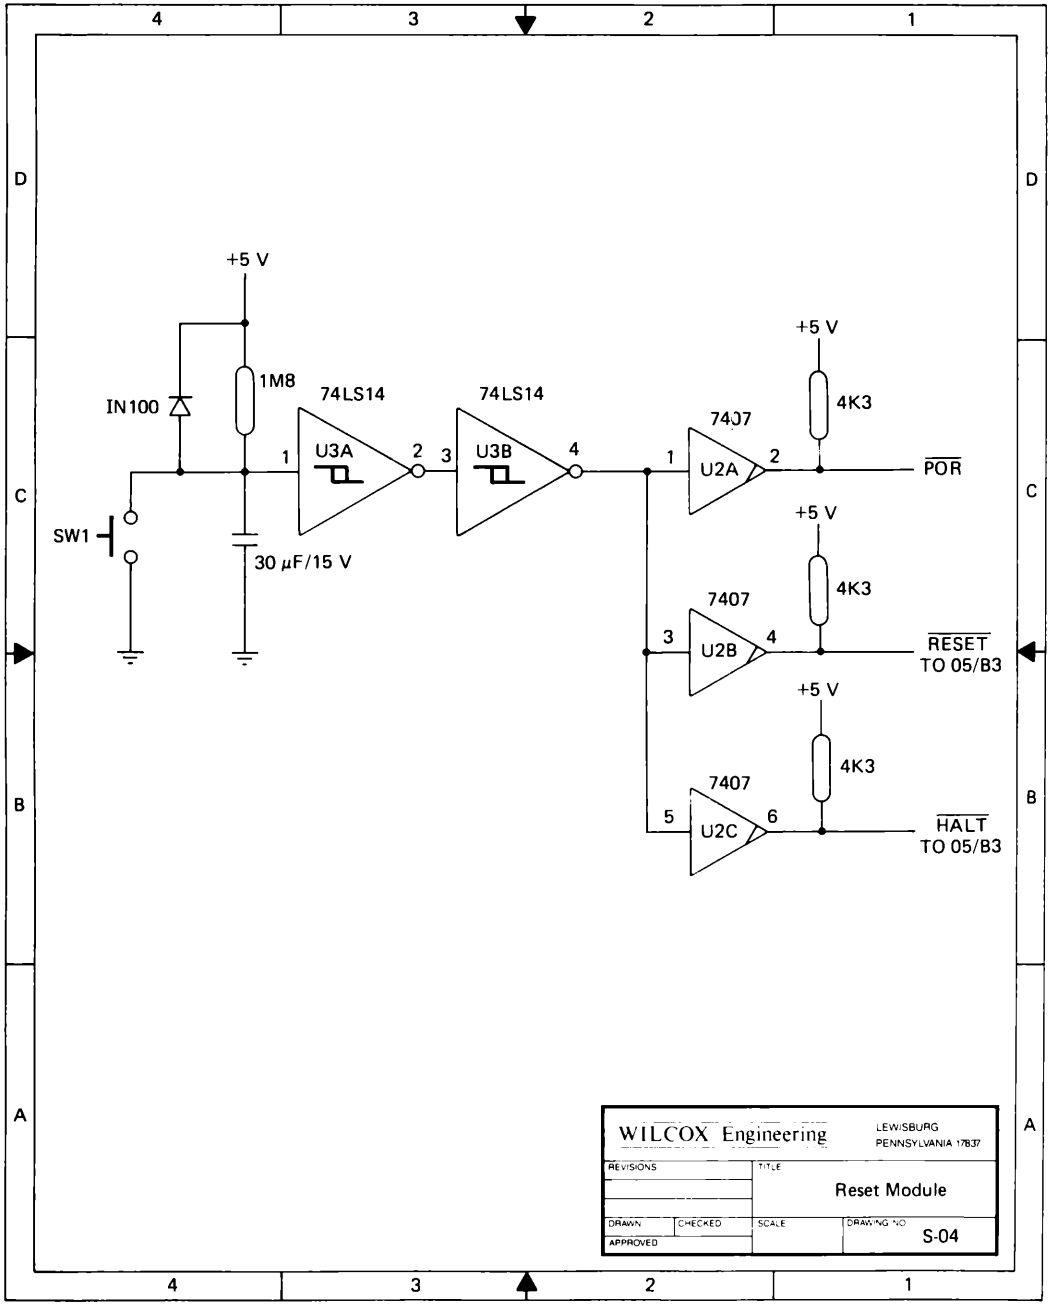 4 3 2 1
D D
+5 V
+5 V
1M8
IN100
74LS14 74LS14
7407
4K3
1 U3A 2 3 U3B 4 1 U2A 2 POR
C C
+5 V
SW1
30 μF/15 V
7407
4K3
3 U2B 4 RESET
TO 05/B3
+5 V
4K3
7407
B B
5 U2C 6 HALT
TO 05/B3
A A
WILCOX Engineering
LEWISBURG
PENNSYLVANIA 17837
REVISIONS
TITLE
Reset Module
DRAWN
CHECKED
SCALE
DRAWING NO
S-04
APPROVED
4 3 2 1